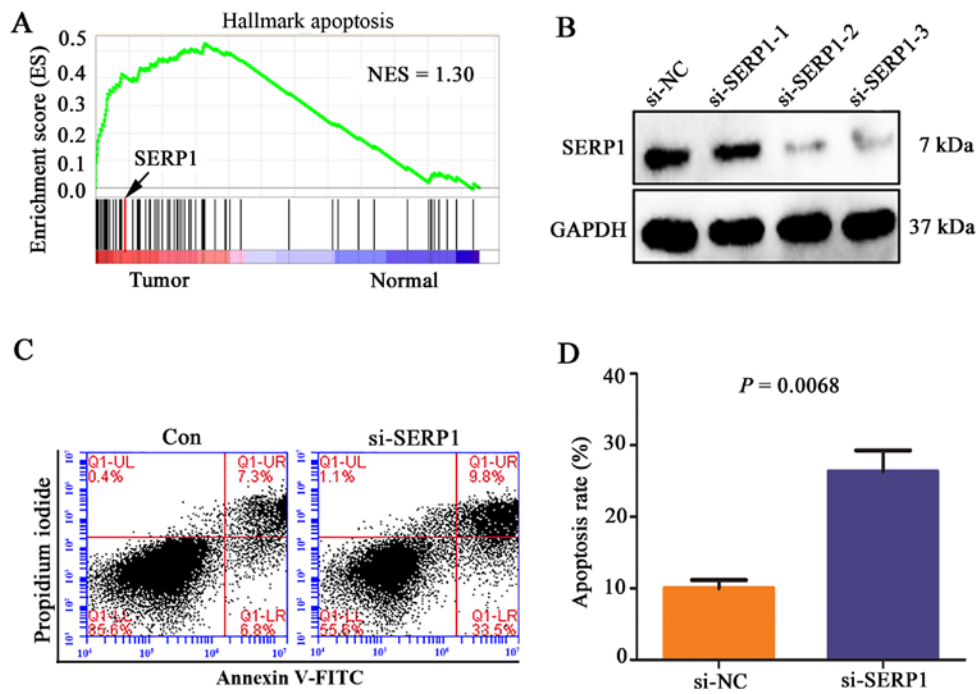 A
Hallmark apoptosis
Enrichment score (ES)
0.5
0.4
0.3
0.2
0.1
0.0
NES = 1.30
SERP1
Tumor
Normal
B
si-NC
si-SERP1-1
si-SERP1-2
si-SERP1-3
SERP1
7 kDa
GAPDH
37 kDa
C
Con
si-SERP1
Propidium iodide
Q1-UL
0.4%
Q1-UR
7.3%
Q1-LL
85.6%
Q1-LR
6.8%
Q1-UL
1.1%
Q1-UR
9.8%
Q1-LL
55.6%
Q1-LR
33.5%
Annexin V-FITC
D
Apoptosis rate (%)
40
30
20
10
0
P = 0.0068
si-NC
si-SERP1